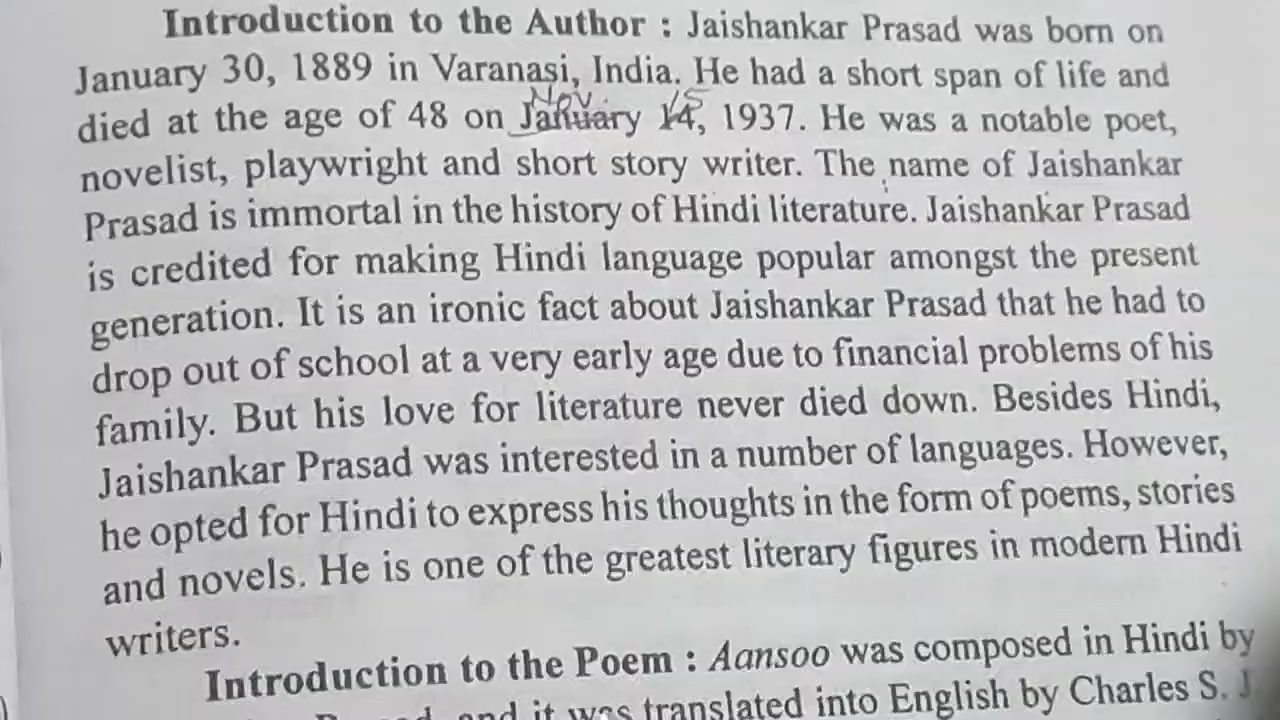 Introduction to the Author : Jaishankar Prasad was born on
January 30, 1889 in Varanasi, India. He had a short span of life and
Nov. 15
died at the age of 48 on January 14, 1937. He was a notable poet,
novelist, playwright and short story writer. The name of Jaishankar
Prasad is immortal in the history of Hindi literature. Jaishankar Prasad
is credited for making Hindi language popular amongst the present
generation. It is an ironic fact about Jaishankar Prasad that he had to
drop out of school at a very early age due to financial problems of his
family. But his love for literature never died down. Besides Hindi,
Jaishankar Prasad was interested in a number of languages. However,
he opted for Hindi to express his thoughts in the form of poems, stories
and novels. He is one of the greatest literary figures in modern Hindi
writers.
Introduction to the Poem : Aansoo was composed in Hindi by
and it was translated into English by Charles S. J